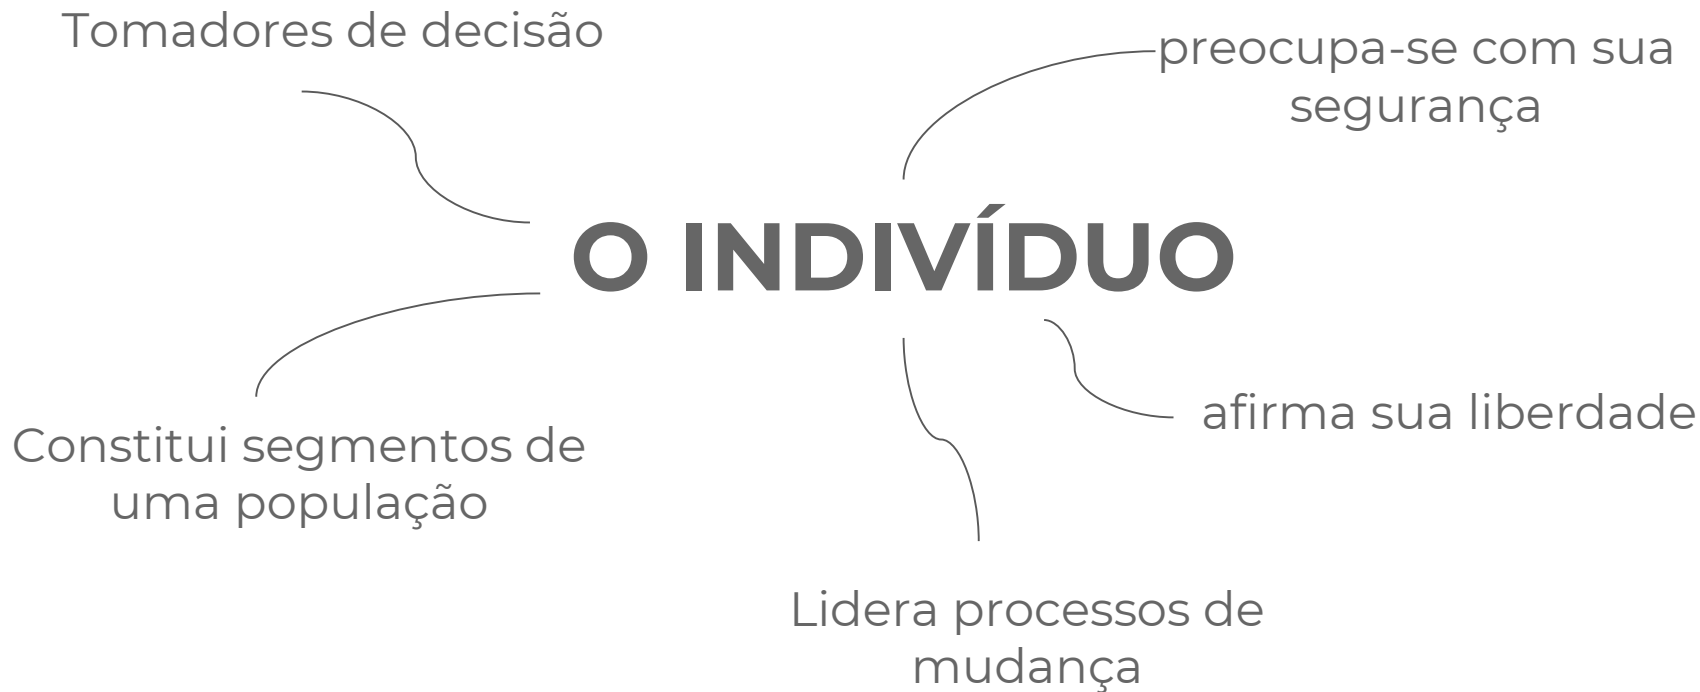 Tomadores de decisão
preocupa-se com sua
segurança
O INDIVÍDUO
Constitui segmentos de
uma população
afirma sua liberdade
Lidera processos de
mudança